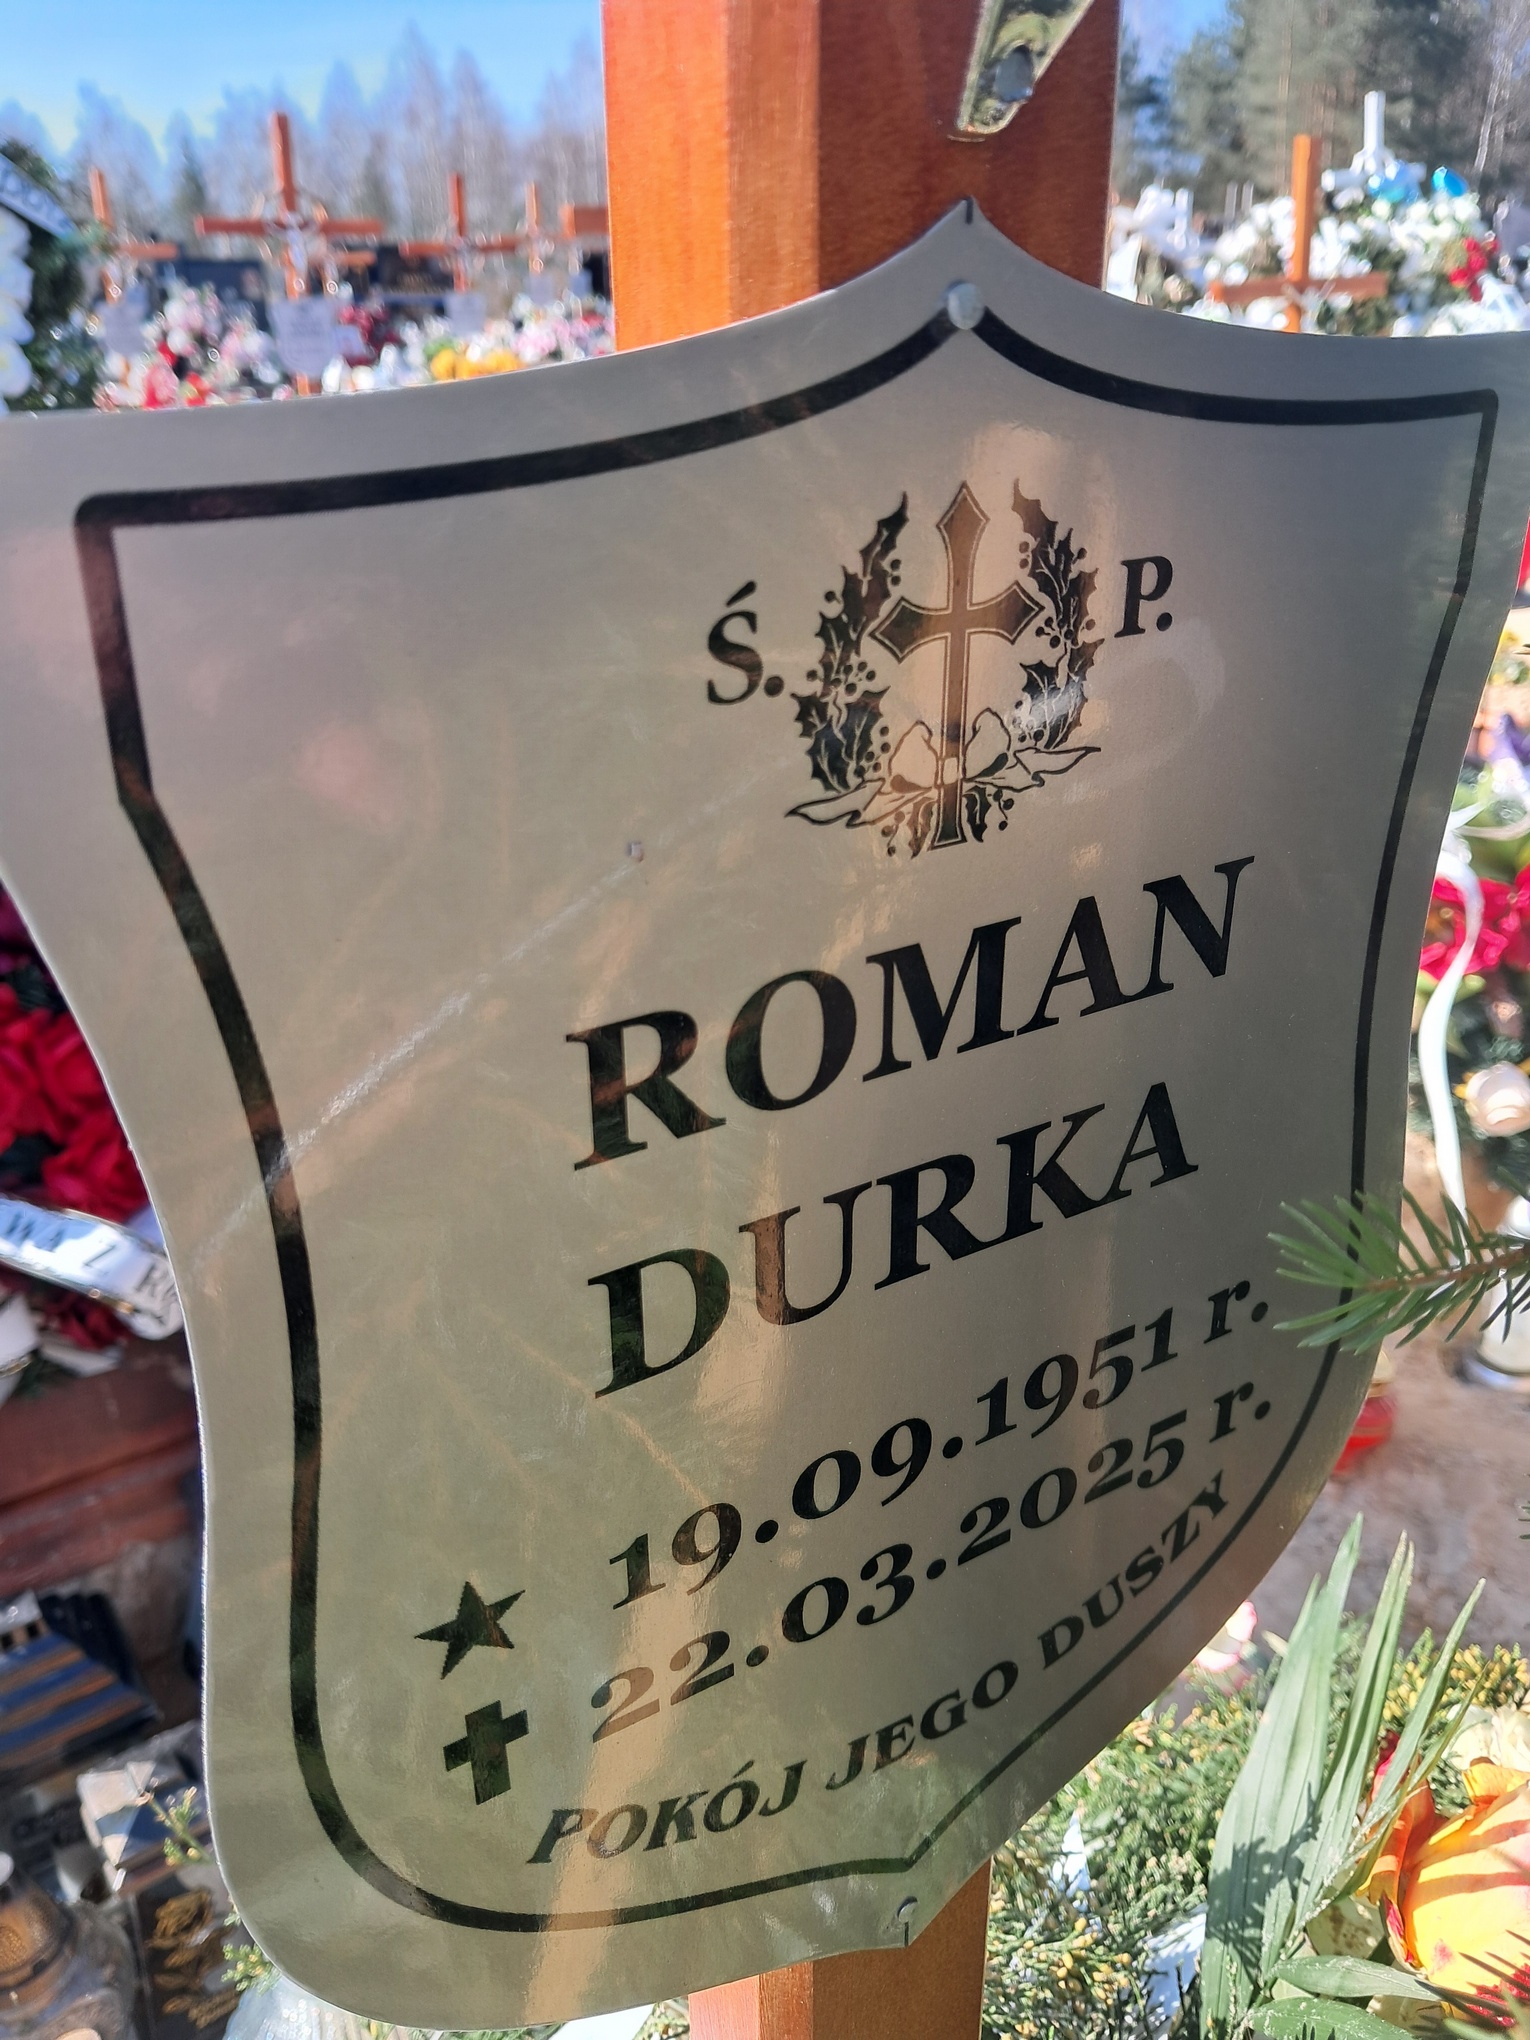 Ś. P.
ROMAN
DURKA
19.09.1951 r.
22.03.2025 r.
POKÓJ JEGO DUSZY